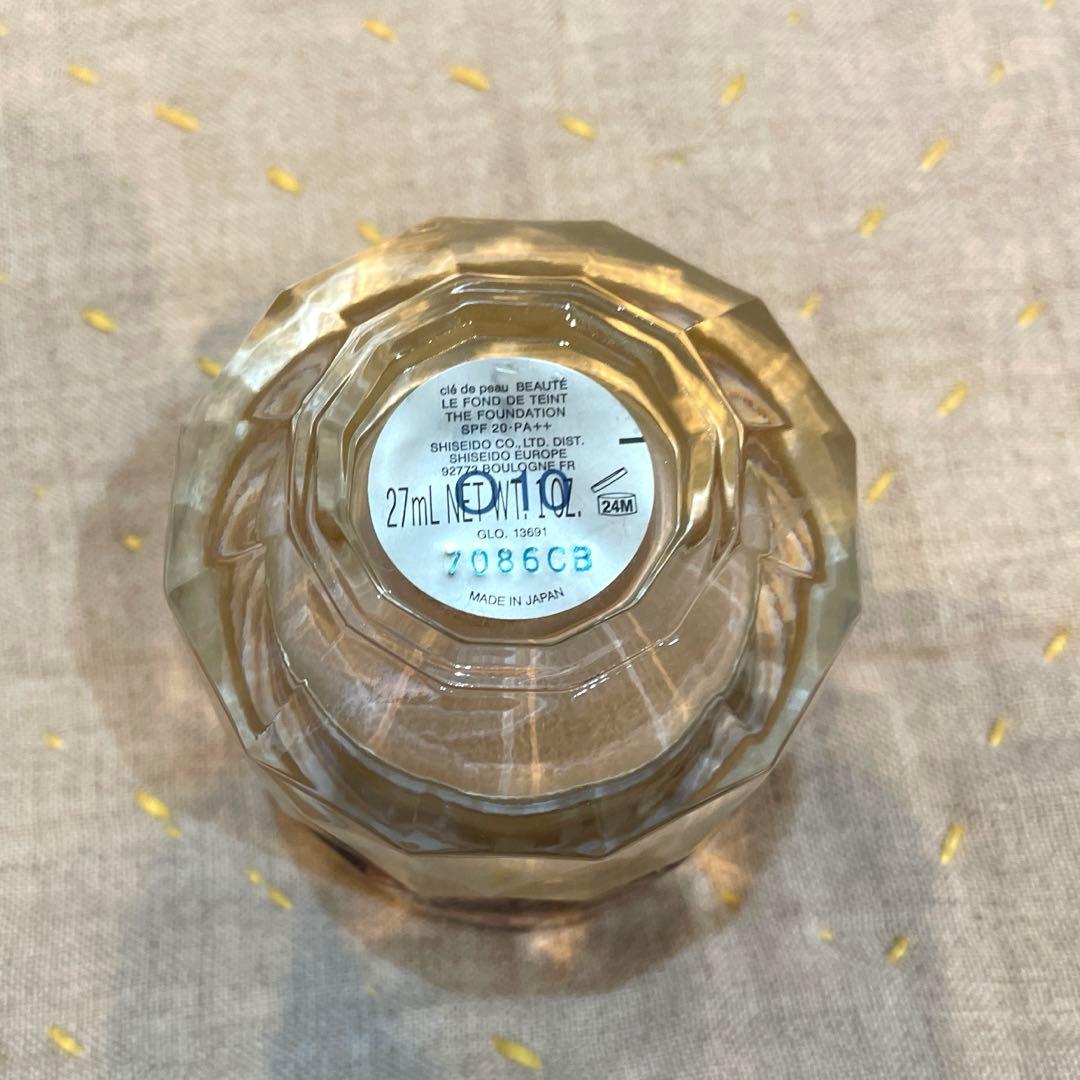 clé de peau BEAUTÉ
LE FOND DE TEINT
THE FOUNDATION
SPF 20·PA++
SHISEIDO CO., LTD. DIST.
SHISEIDO EUROPE
92773 BOULOGNE FR
O 10
27mL NET WT. 1 OZ.
24M
GLO. 13691
7086CB
MADE IN JAPAN